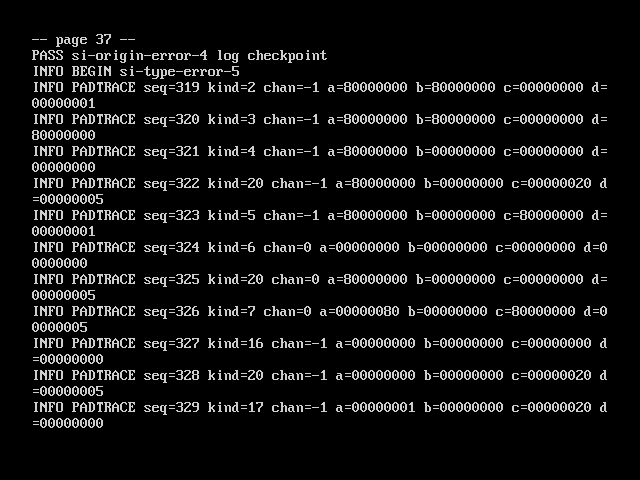 -- page 37 --
PASS si-origin-error-4 log checkpoint
INFO BEGIN si-type-error-5
INFO PADTRACE seq=319 kind=2 chan=-1 a=80000000 b=80000000 c=00000000 d=
00000001
INFO PADTRACE seq=320 kind=3 chan=-1 a=80000000 b=80000000 c=00000000 d=
80000000
INFO PADTRACE seq=321 kind=4 chan=-1 a=80000000 b=00000000 c=00000000 d=
00000000
INFO PADTRACE seq=322 kind=20 chan=-1 a=80000000 b=00000000 c=00000020 d
=00000005
INFO PADTRACE seq=323 kind=5 chan=-1 a=80000000 b=00000000 c=80000000 d=
00000001
INFO PADTRACE seq=324 kind=6 chan=0 a=00000000 b=00000000 c=00000000 d=0
0000000
INFO PADTRACE seq=325 kind=20 chan=0 a=80000000 b=00000000 c=00000000 d=
00000005
INFO PADTRACE seq=326 kind=7 chan=0 a=00000080 b=00000000 c=80000000 d=0
0000005
INFO PADTRACE seq=327 kind=16 chan=-1 a=00000000 b=00000000 c=00000000 d
=00000000
INFO PADTRACE seq=328 kind=20 chan=-1 a=00000000 b=00000000 c=00000020 d
=00000005
INFO PADTRACE seq=329 kind=17 chan=-1 a=00000001 b=00000000 c=00000020 d
=00000000